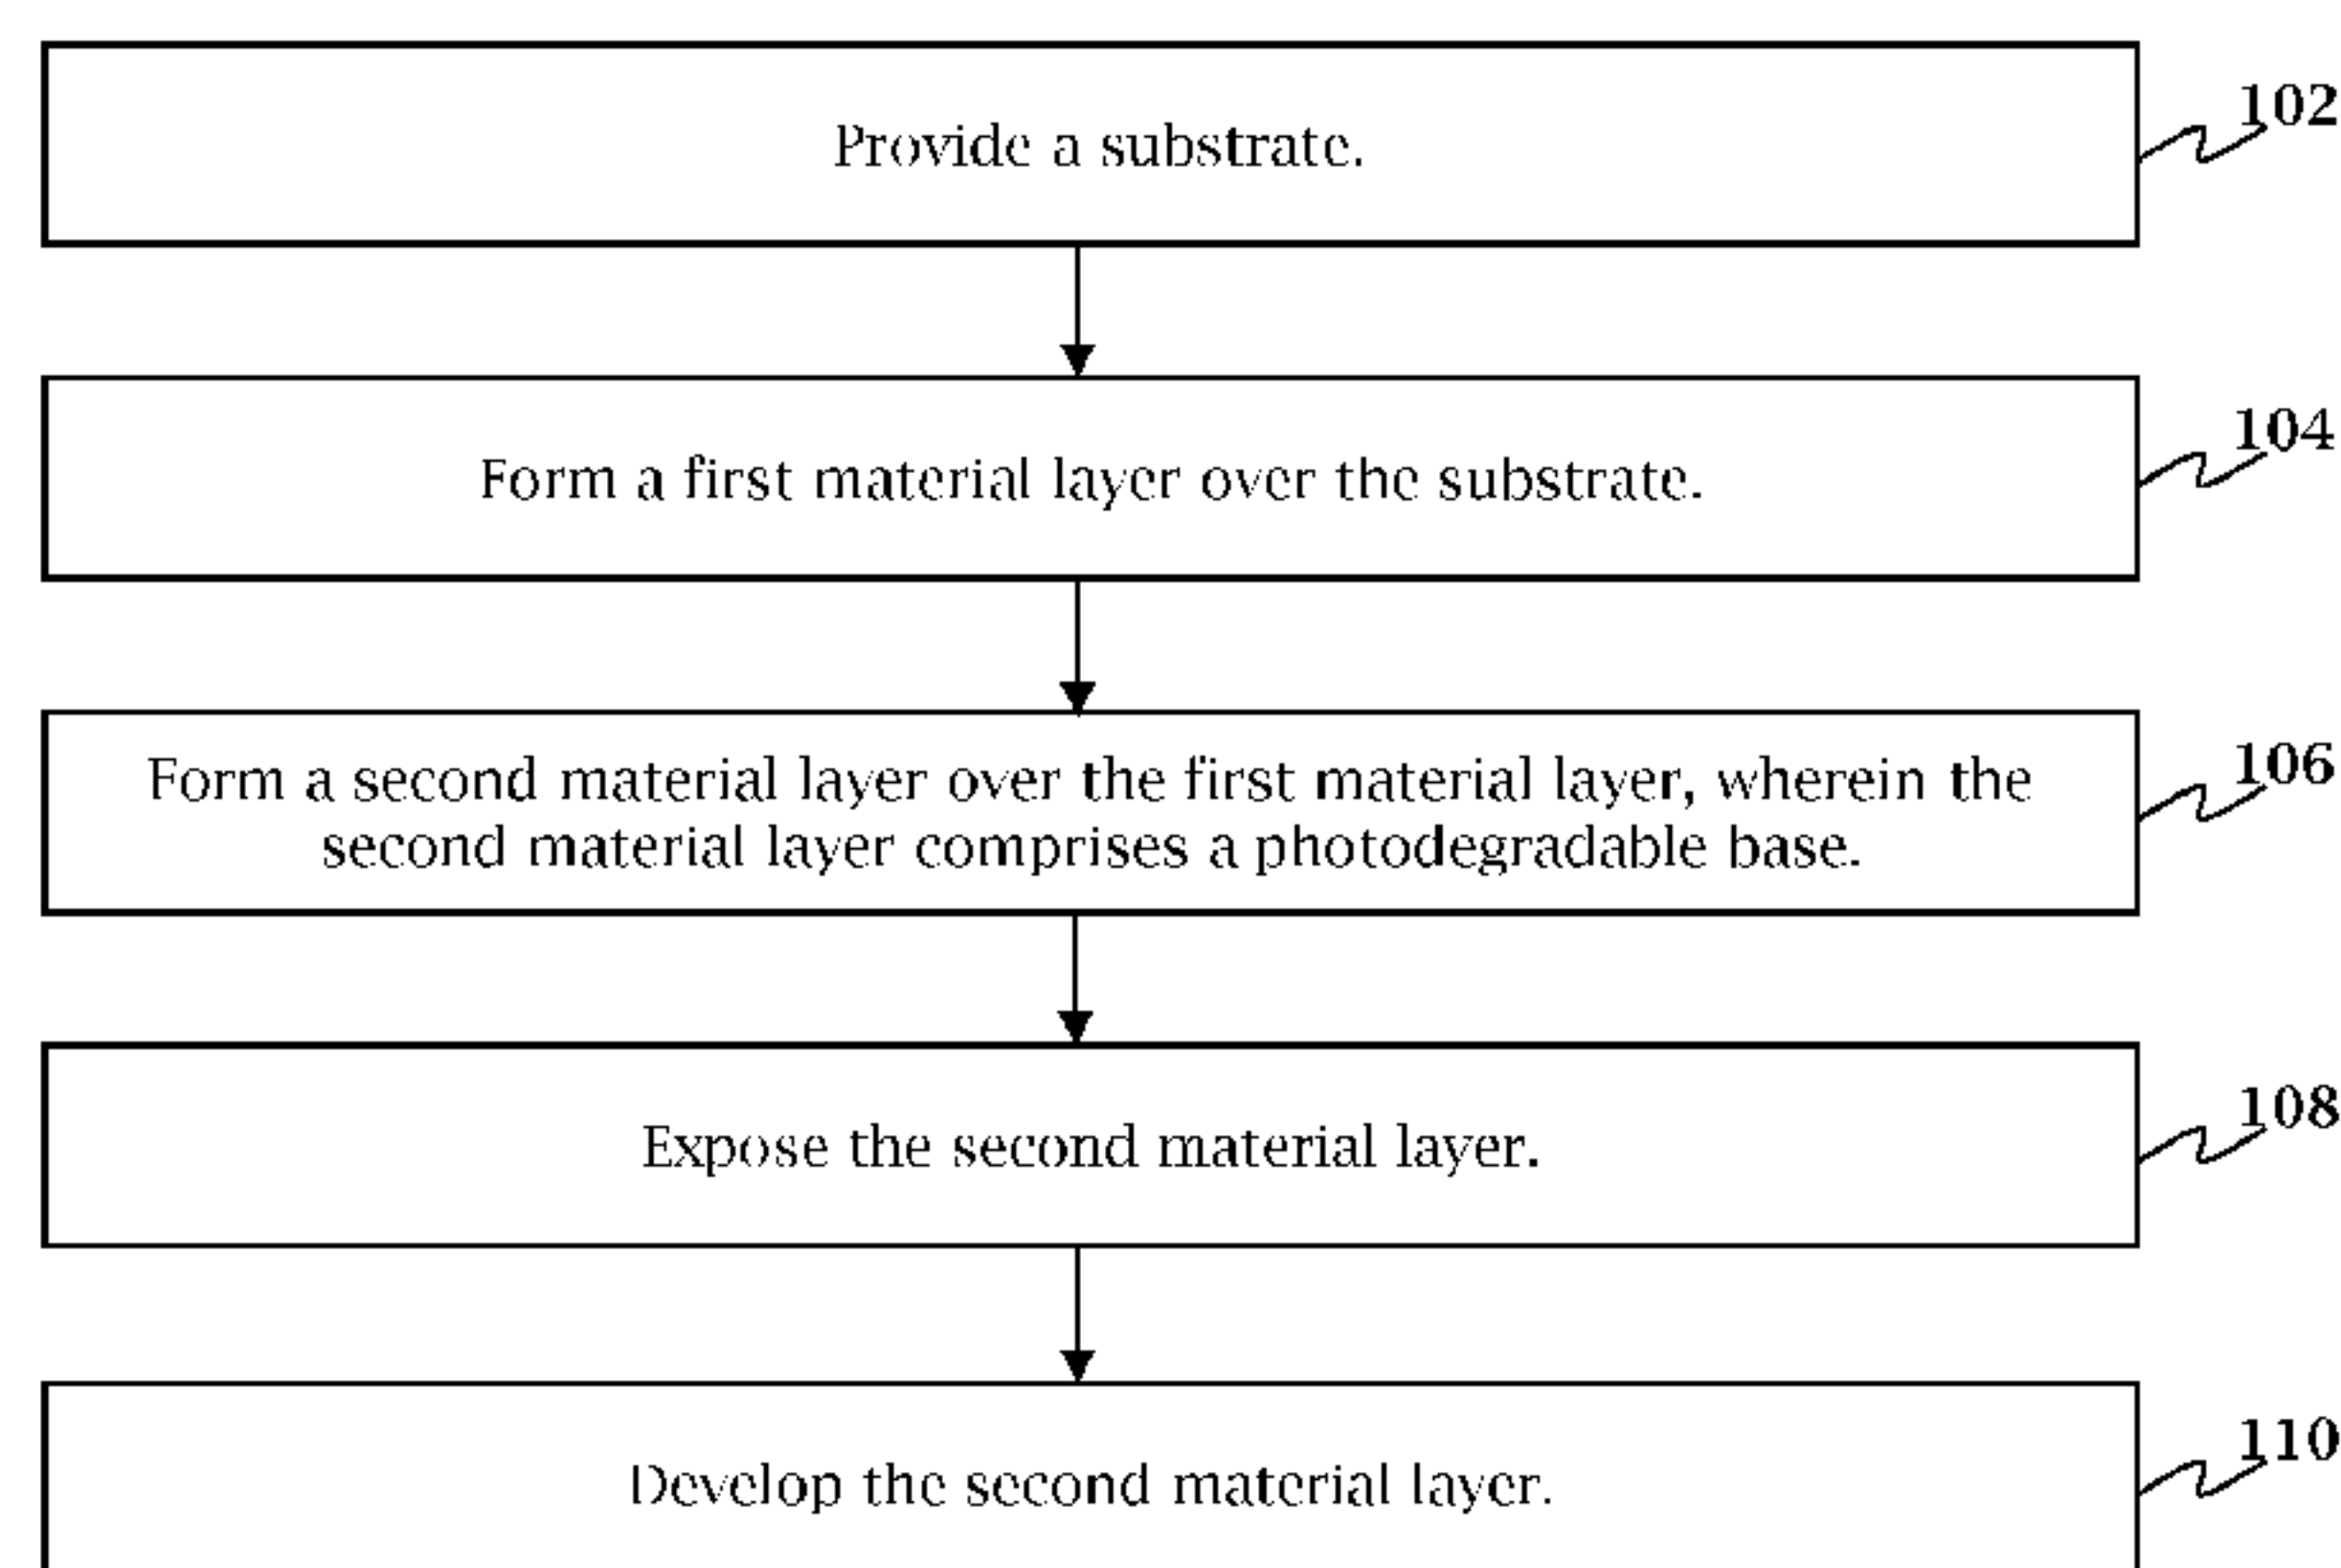 102
Provide a substrate.
104
Form a first material layer over the substrate.
106
Form a second material layer over the first material layer, wherein the
second material layer comprises a photodegradable base.
108
Expose the second material layer.
110
Develop the second material layer.